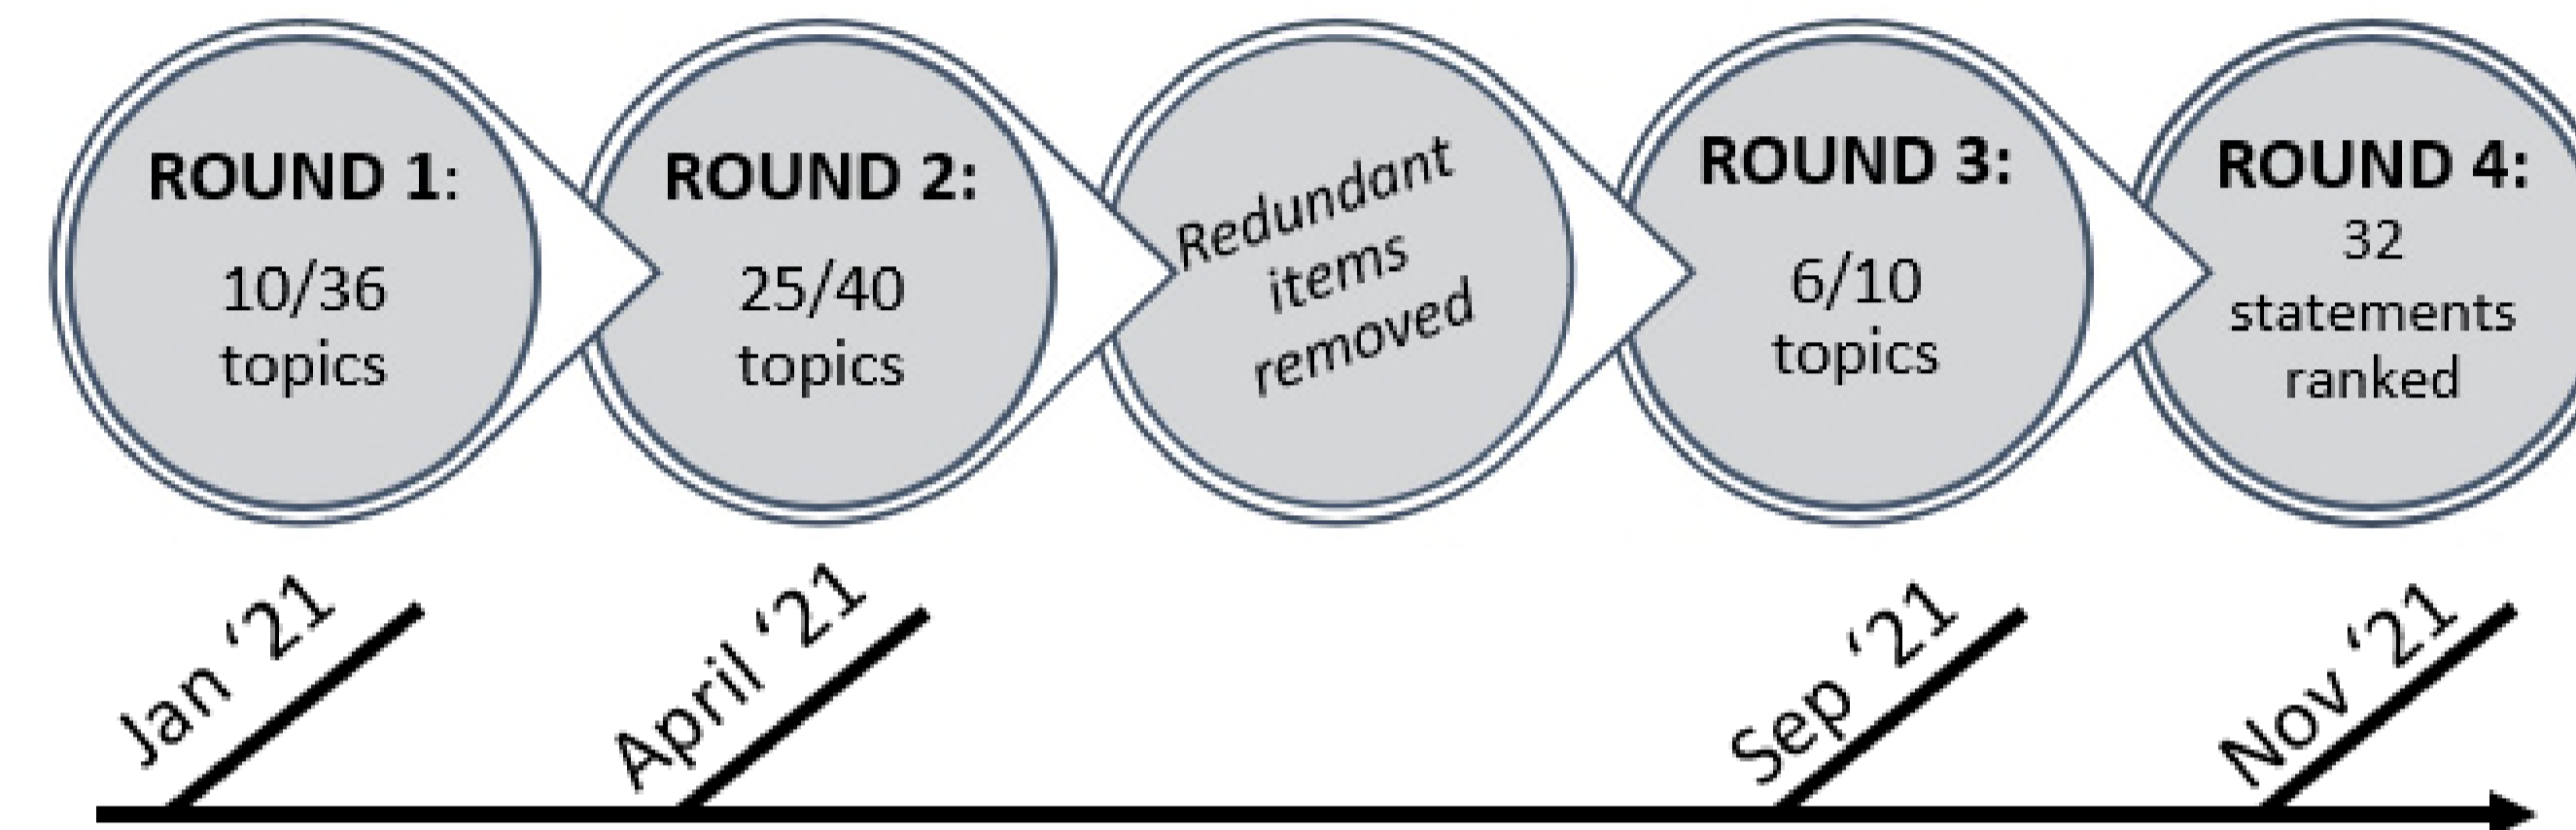 ROUND 1:
10/36
topics
ROUND 2:
25/40
topics
Redundant
items
removed
ROUND 3:
6/10
topics
ROUND 4:
32
statements
ranked
Jan ‘21
April ‘21
Sep ‘21
Nov ‘21